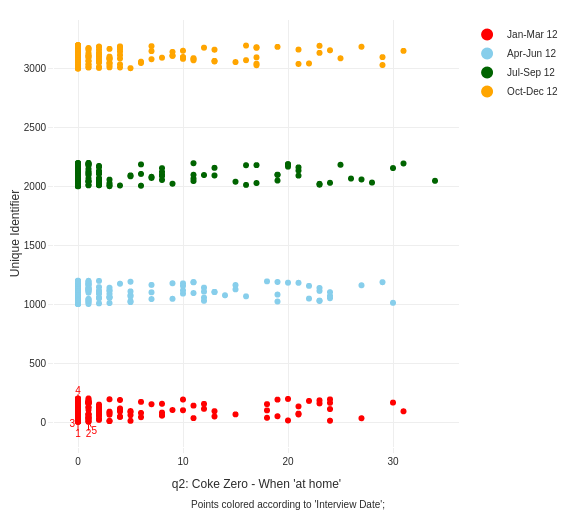 Jan-Mar 12
Apr-Jun 12
Jul-Sep 12
Oct-Dec 12
3000
2500
2000
1500
1000
500
0
Unique Identifier
4
3
1
2
5
0
10
20
30
q2: Coke Zero - When 'at home'
Points colored according to 'Interview Date';